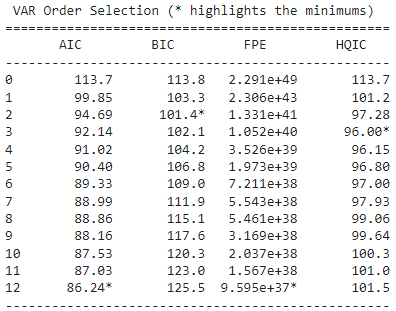 VAR Order Selection (* highlights the minimums)
==================================================
AIC BIC FPE HQIC
--------------------------------------------------
0 113.7 113.8 2.291e+49 113.7
1 99.85 103.3 2.306e+43 101.2
2 94.69 101.4* 1.331e+41 97.28
3 92.14 102.1 1.052e+40 96.00*
4 91.02 104.2 3.526e+39 96.15
5 90.40 106.8 1.973e+39 96.80
6 89.33 109.0 7.211e+38 97.00
7 88.99 111.9 5.543e+38 97.93
8 88.86 115.1 5.461e+38 99.06
9 88.16 117.6 3.169e+38 99.64
10 87.53 120.3 2.037e+38 100.3
11 87.03 123.0 1.567e+38 101.0
12 86.24* 125.5 9.595e+37* 101.5
--------------------------------------------------